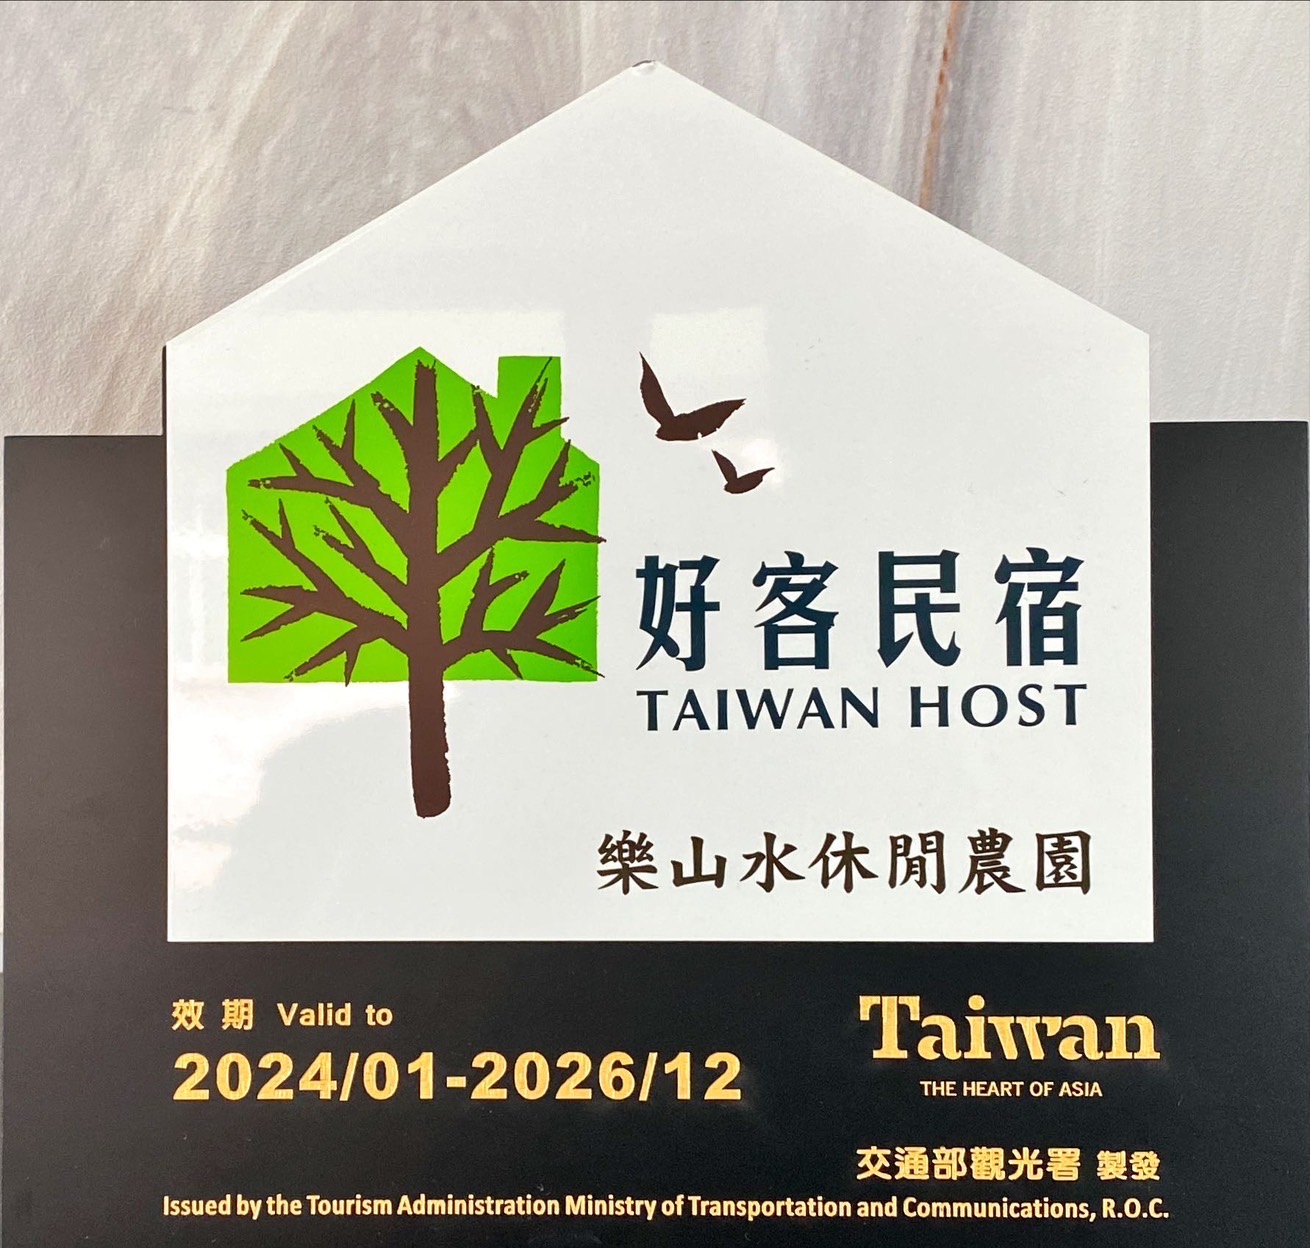 好客民宿
TAIWAN HOST
樂山水休閒農園
效期 Valid to
2024/01-2026/12
Taiwan
THE HEART OF ASIA
交通部觀光署 製發
Issued by the Tourism Administration Ministry of Transportation and Communications, R.O.C.